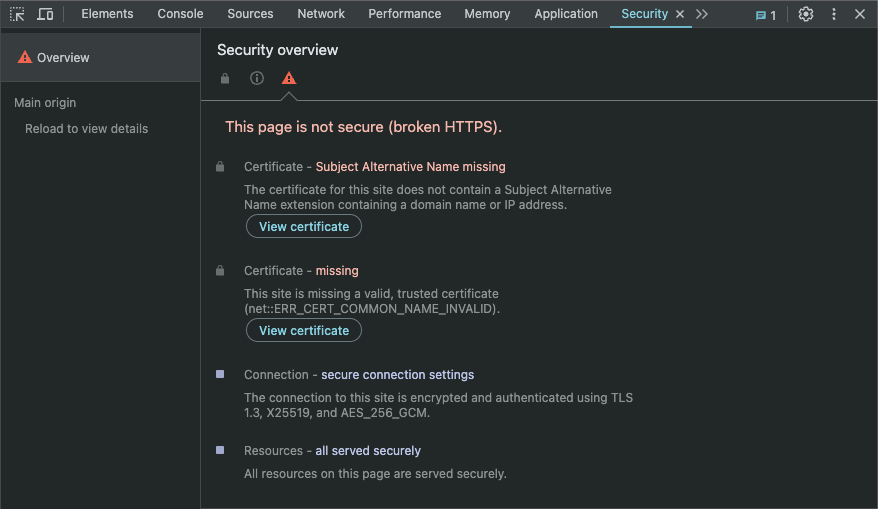 Elements Console Sources Network Performance Memory Application Security 1
Overview
Main origin
Reload to view details
Security overview
This page is not secure (broken HTTPS).
Certificate - Subject Alternative Name missing
The certificate for this site does not contain a Subject Alternative
Name extension containing a domain name or IP address.
View certificate
Certificate - missing
This site is missing a valid, trusted certificate
(net::ERR_CERT_COMMON_NAME_INVALID).
View certificate
Connection - secure connection settings
The connection to this site is encrypted and authenticated using TLS
1.3, X25519, and AES_256_GCM.
Resources - all served securely
All resources on this page are served securely.